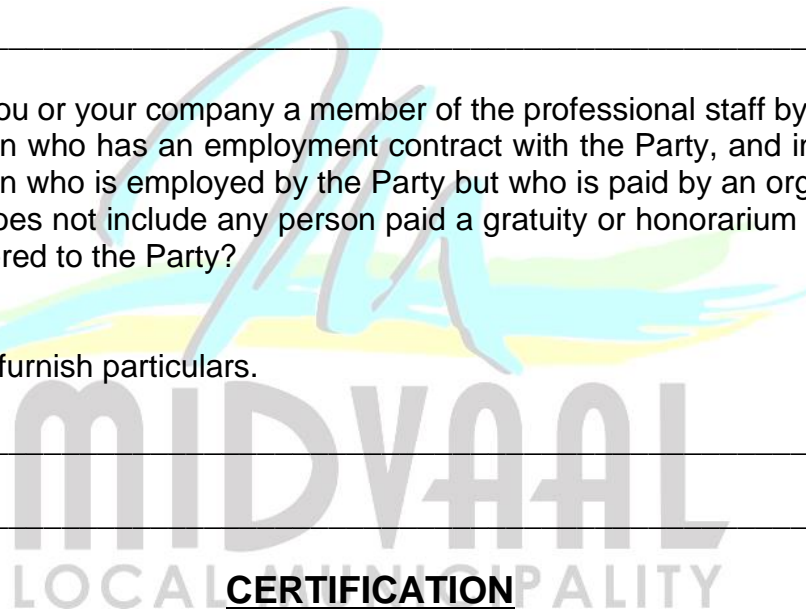 ou or your company a member of the professional staff by
n who has an employment contract with the Party, and in
n who is employed by the Party but who is paid by an org
oes not include any person paid a gratuity or honorarium
red to the Party?
furnish particulars.
MIDVAAL
LOCAL MUNICIPALITY
CERTIFICATION